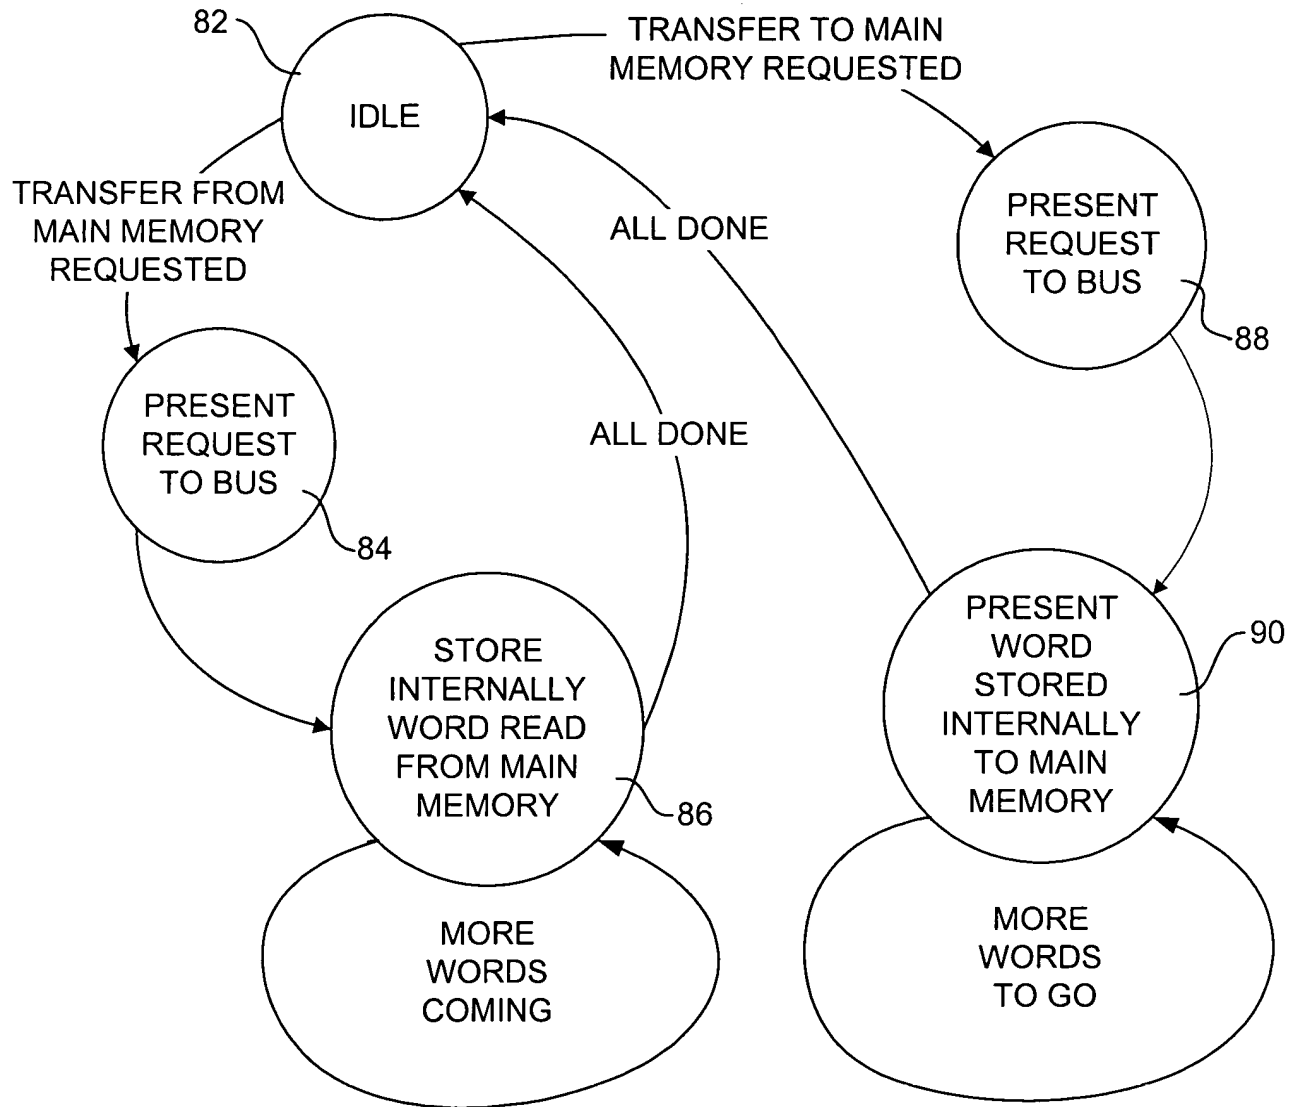 82
IDLE
TRANSFER TO MAIN
MEMORY REQUESTED
TRANSFER FROM
MAIN MEMORY
REQUESTED
ALL DONE
PRESENT
REQUEST
TO BUS
88
PRESENT
REQUEST
TO BUS
84
ALL DONE
STORE
INTERNALLY
WORD READ
FROM MAIN
MEMORY
86
PRESENT
WORD
STORED
INTERNALLY
TO MAIN
MEMORY
90
MORE
WORDS
COMING
MORE
WORDS
TO GO